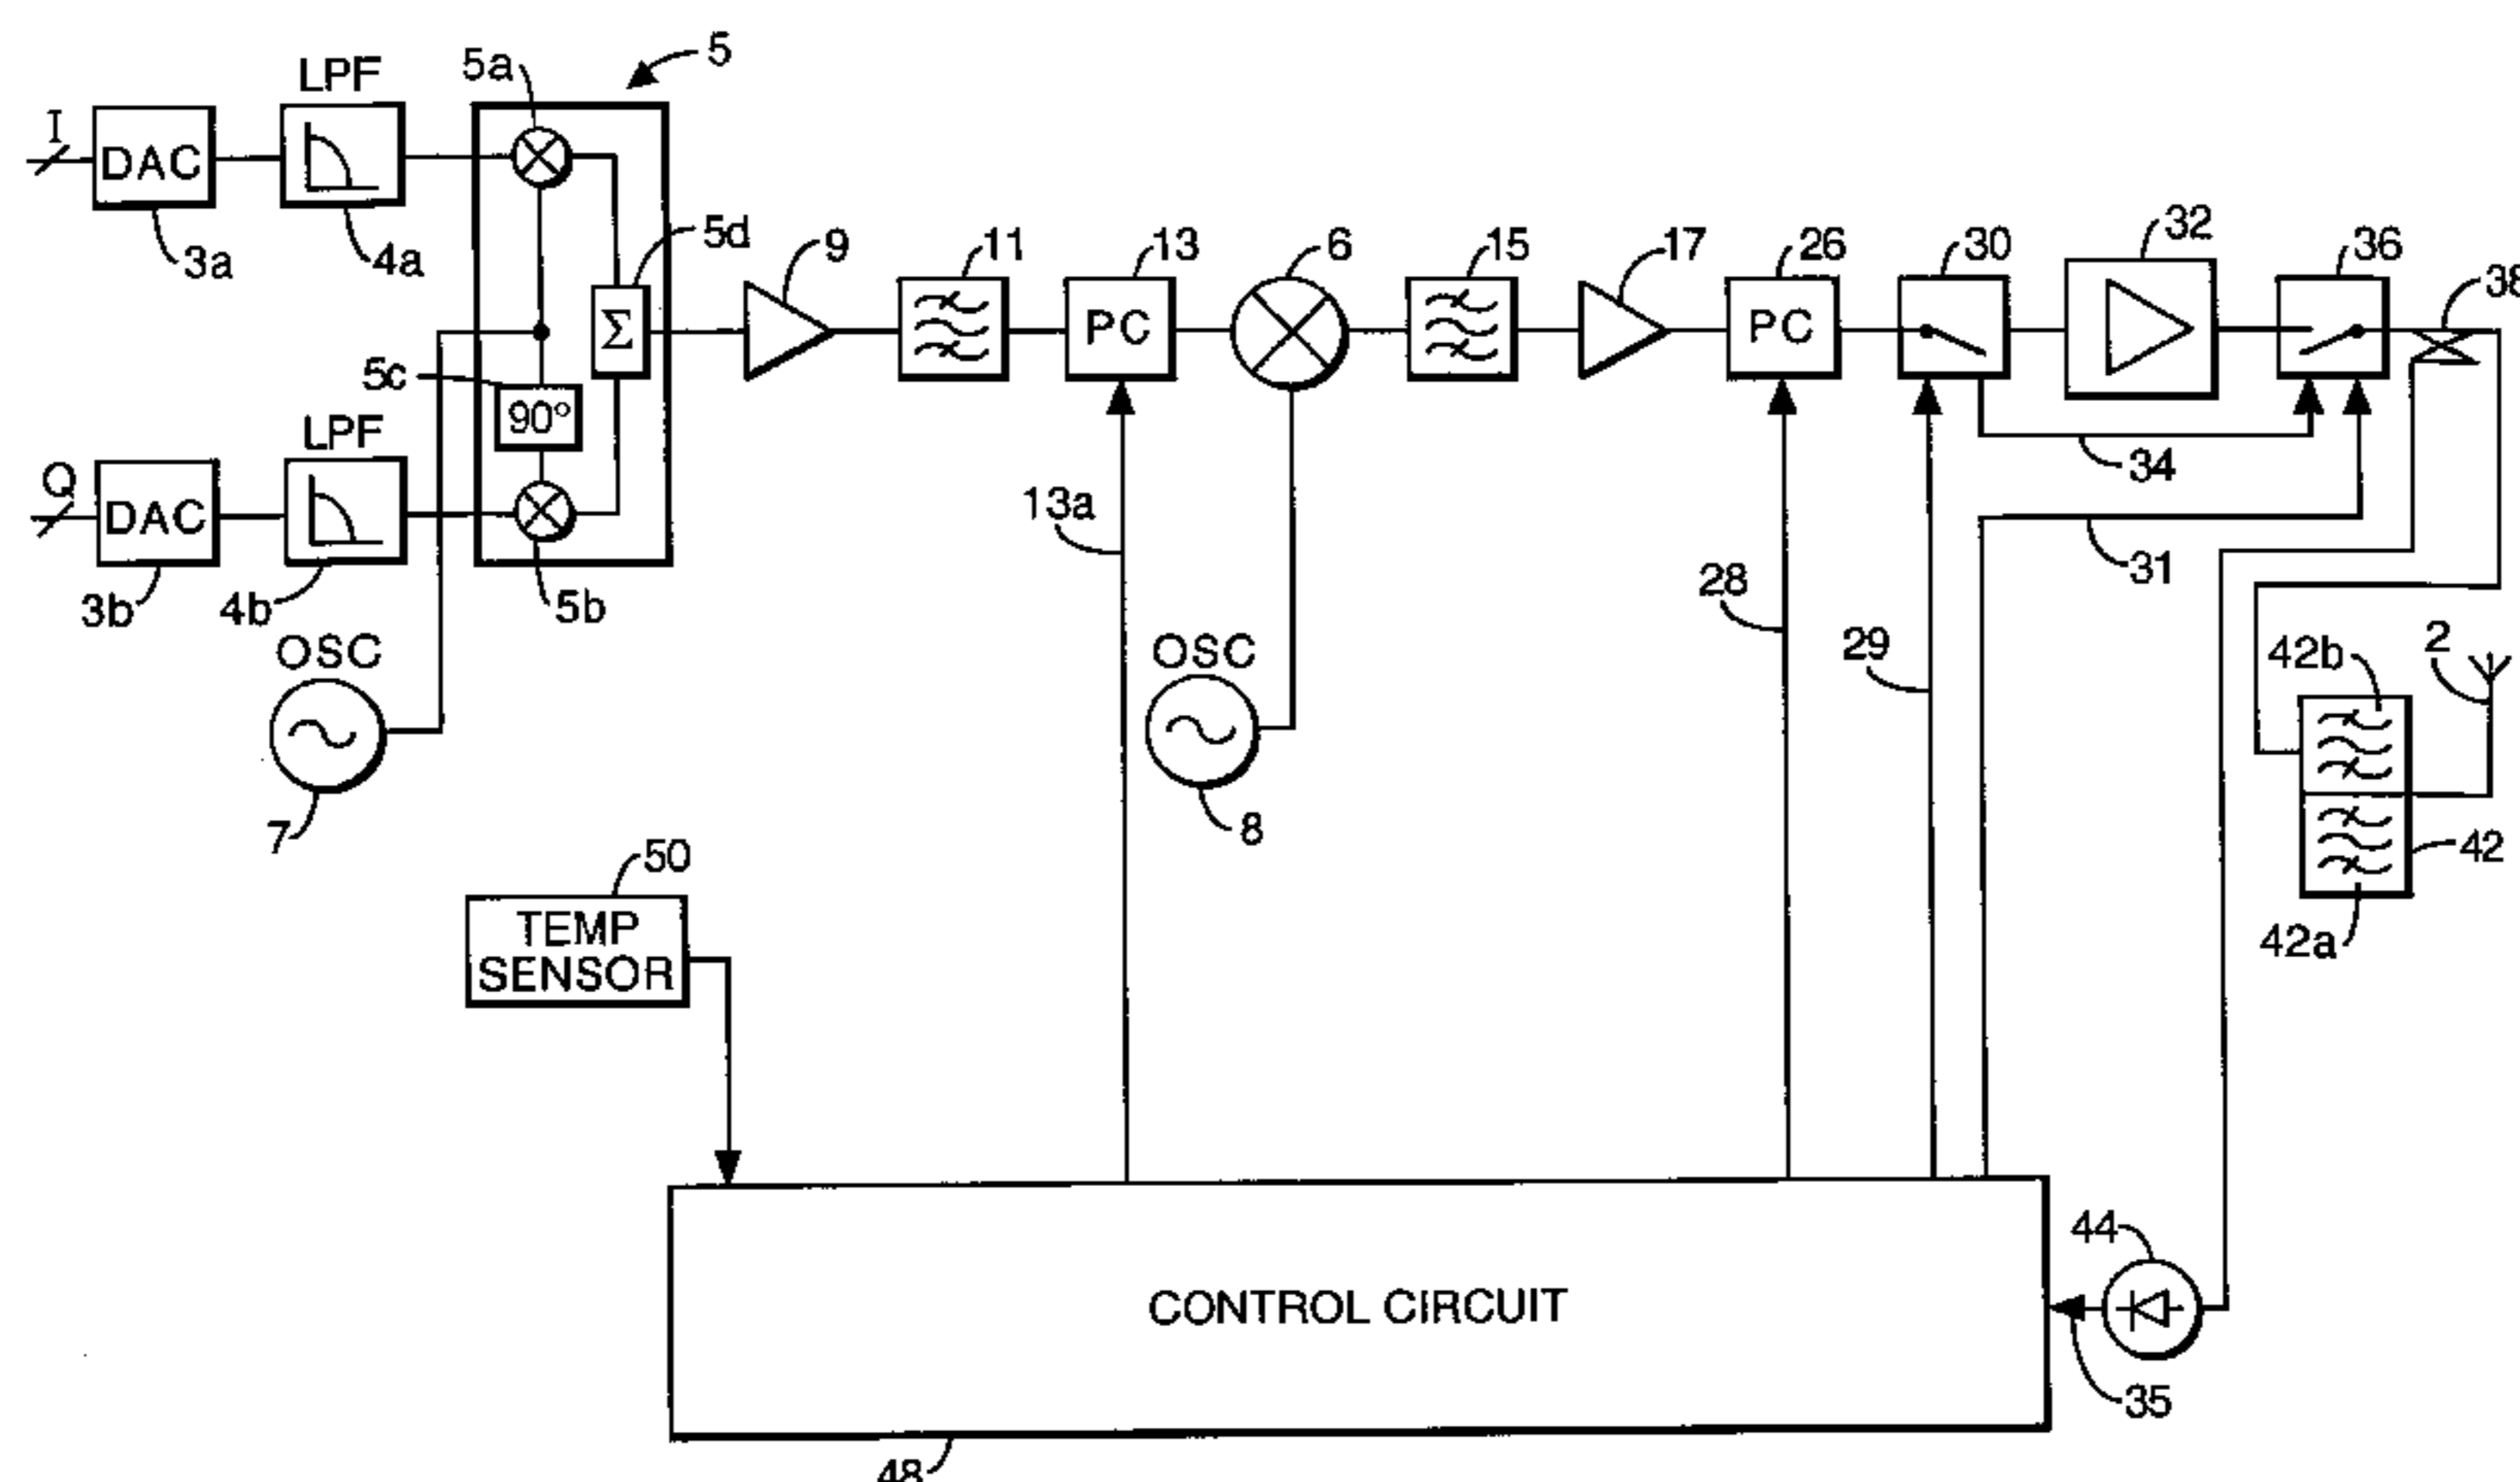 5
5a
LPF
I
DAC
3a
4a
5d
Σ
9
11
13
PC
6
15
17
26
PC
30
32
36
38
5c
90°
LPF
Q
DAC
3b
4b
5b
13a
34
31
28
29
OSC
7
OSC
8
42b
2
42
42a
50
TEMP
SENSOR
CONTROL CIRCUIT
44
35
48